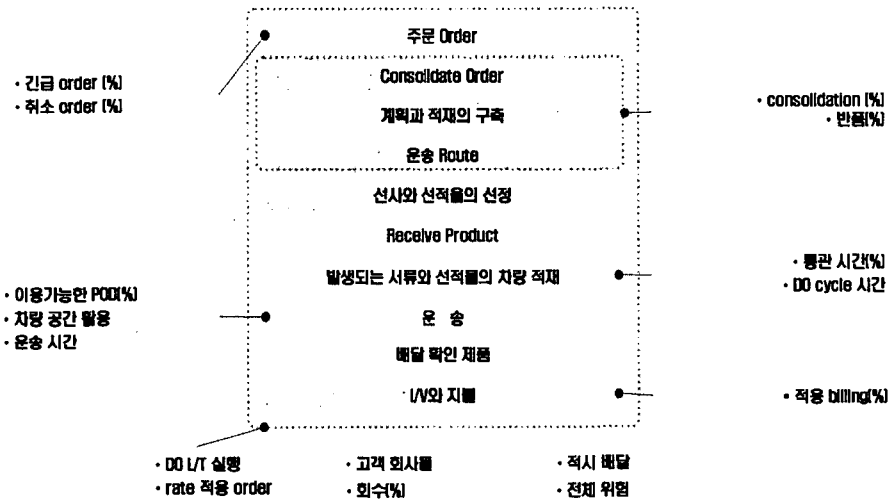 주문 Order
Consolidate Order
계획과 적재의 구축
운송 Route
선사와 선적율의 선정
Receive Product
발생되는 서류와 선적물의 차량 적재
운 송
배달 확인 제품
I/V와 지불
· 긴급 order (%)
· 취소 order (%)
· consolidation (%)
· 반품(%)
· 이용가능한 POD(%)
· 차량 공간 활용
· 운송 시간
· 통관 시간(%)
· DO cycle 시간
· 적용 billing(%)
· DO L/T 실행
· rate 적용 order
· 고객 회사률
· 회수(%)
· 적시 배달
· 전체 위험